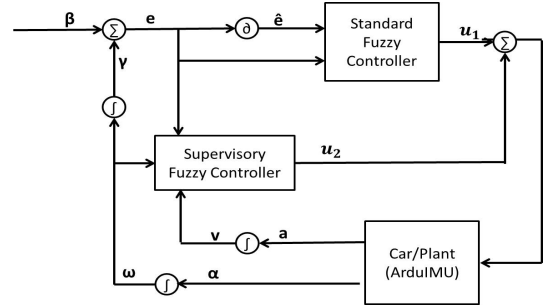 β
Σ
e
∂
ê
Standard
Fuzzy
Controller
u₁
Σ
γ
∫
Supervisory
Fuzzy Controller
u₂
v
∫
a
Car/Plant
(ArduIMU)
ω
∫
α